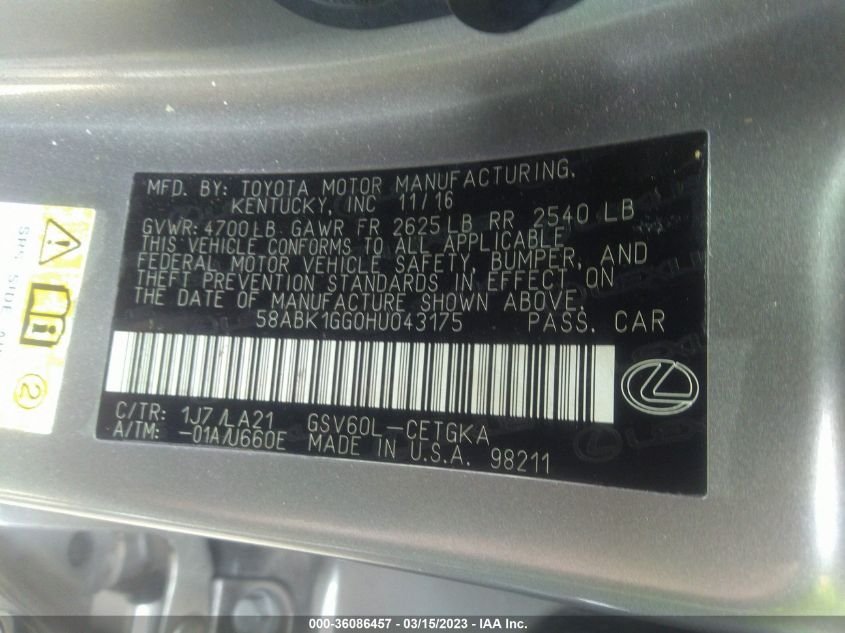 MFD. BY: TOYOTA MOTOR MANUFACTURING,
KENTUCKY, INC 11/16
GVWR: 4700LB GAWR FR 2625LB RR 2540 LB
THIS VEHICLE CONFORMS TO ALL APPLICABLE
FEDERAL MOTOR VEHICLE SAFETY, BUMPER, AND
THEFT PREVENTION STANDARDS IN EFFECT ON
THE DATE OF MANUFACTURE SHOWN ABOVE.
58ABK1GG0HU043175 PASS. CAR
C/TR: 1J7/LA21 GSV60L-CETGKA
A/TM: -01A/U660E MADE IN U.S.A. 98211
SRS SIDE
2
000-36086457 - 03/15/2023 - IAA Inc.